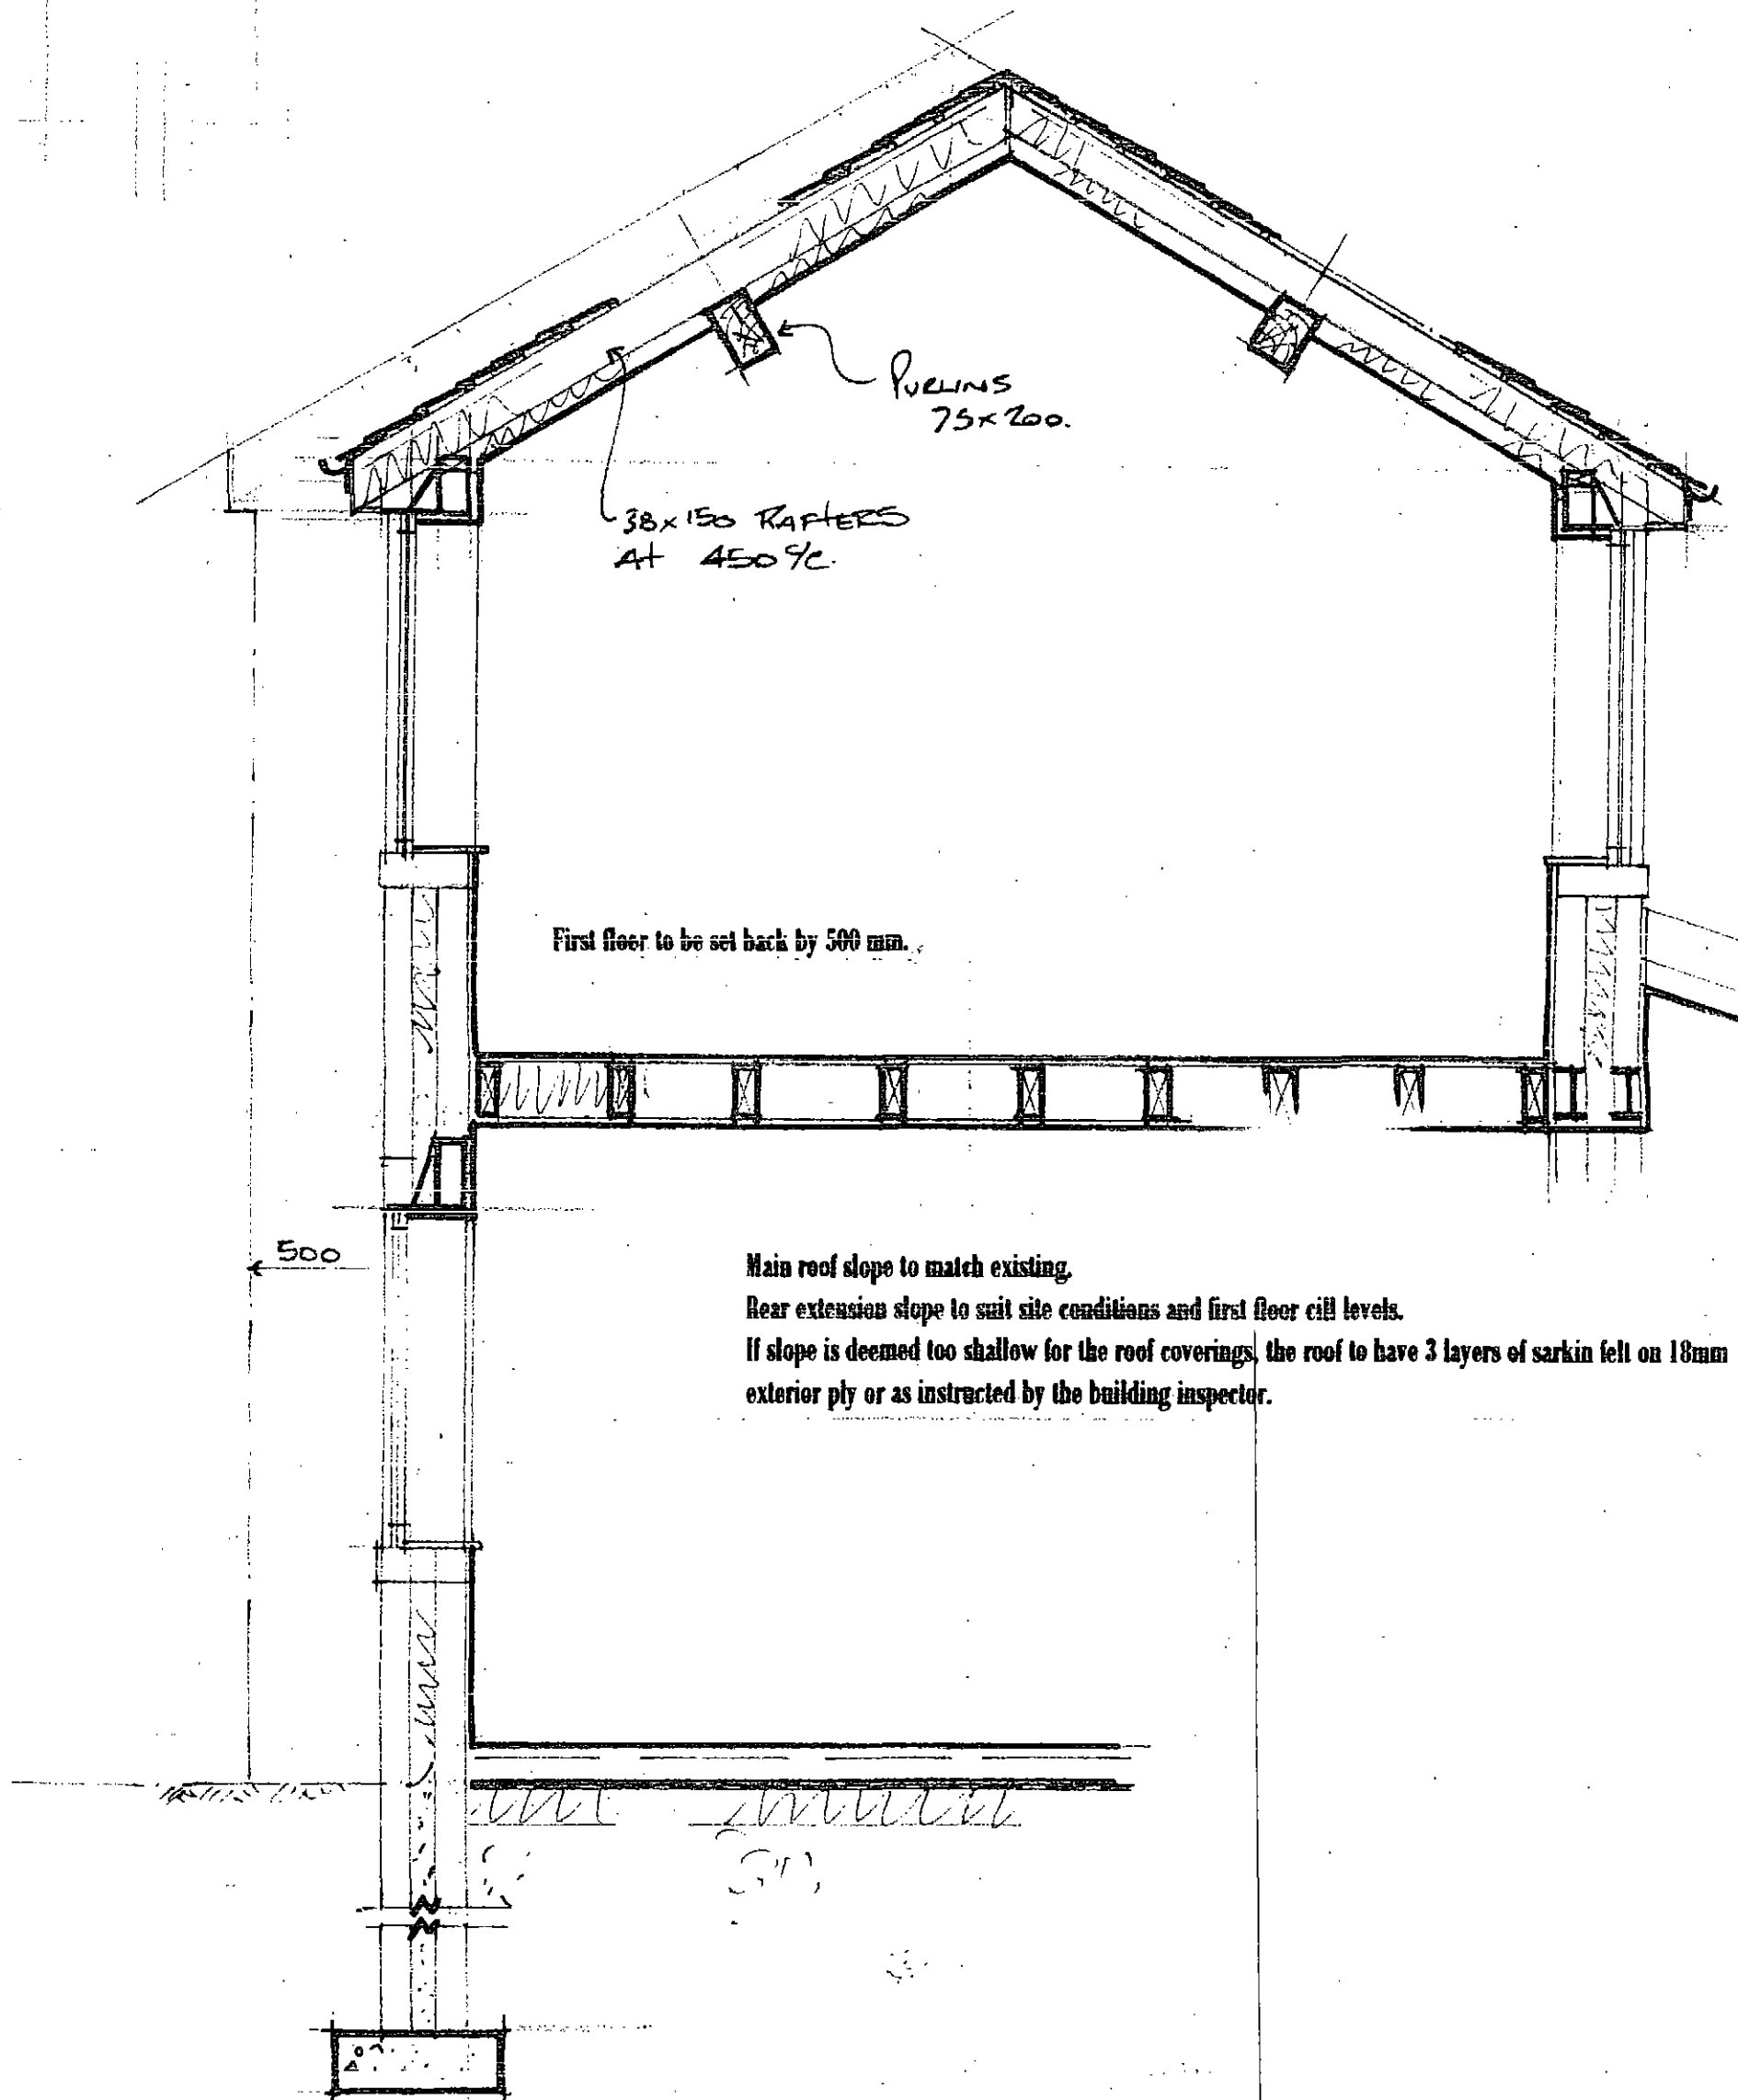 PURLINS
75x200.
38x150 RAFTERS
At 450 c/c.
First floor to be set back by 500 mm.
500
Main roof slope to match existing.
Rear extension slope to suit site conditions and first floor cill levels.
If slope is deemed too shallow for the roof coverings, the roof to have 3 layers of sarkin felt on 18mm
exterior ply or as instructed by the building inspector.